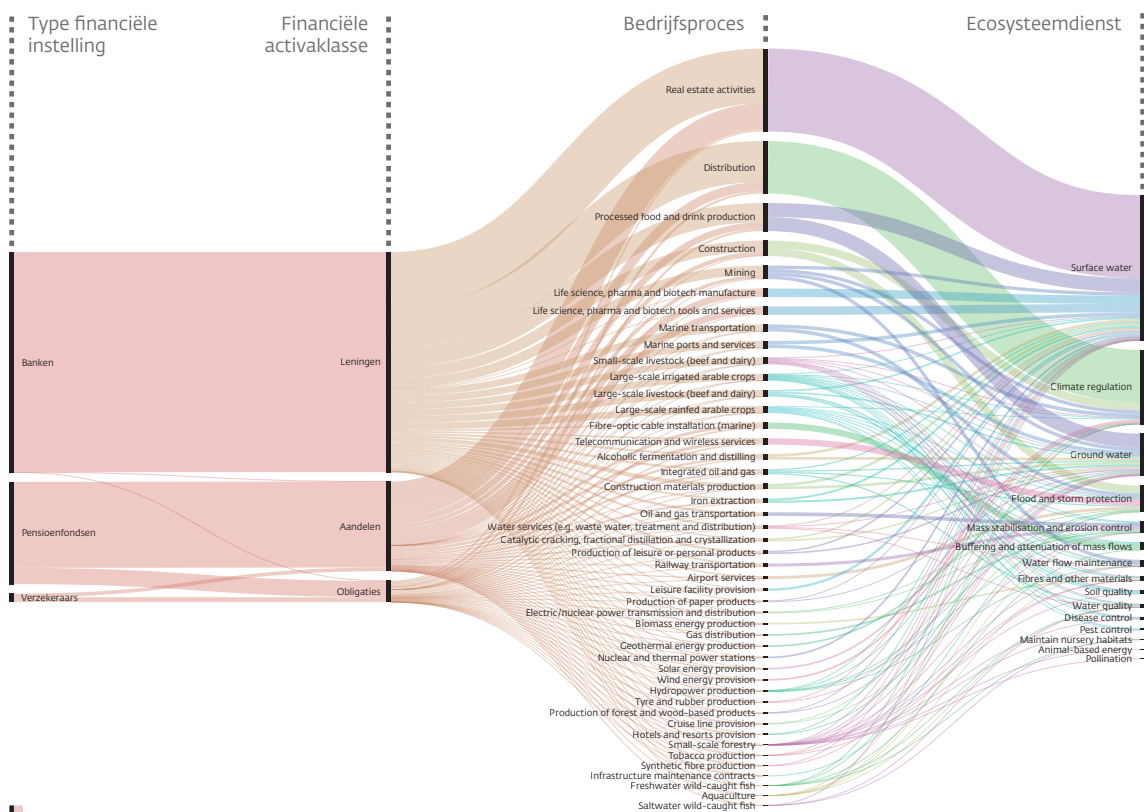 Type financiële
instelling
Financiële
activaklasse
Bedrijfsproces
Ecosysteemdienst
Banken
Pensioenfondsen
Verzekeraars
Leningen
Aandelen
Obligaties
Real estate activities
Distribution
Processed food and drink production
Construction
Mining
Life science, pharma and biotech manufacture
Life science, pharma and biotech tools and services
Marine transportation
Marine ports and services
Small-scale livestock (beef and dairy)
Large-scale irrigated arable crops
Large-scale livestock (beef and dairy)
Large-scale rainfed arable crops
Fibre-optic cable installation (marine)
Telecommunication and wireless services
Alcoholic fermentation and distilling
Integrated oil and gas
Construction materials production
Iron extraction
Oil and gas transportation
Water services (e.g. waste water, treatment and distribution)
Catalytic cracking, fractional distillation and crystallization
Production of leisure or personal products
Railway transportation
Airport services
Leisure facility provision
Production of paper products
Electric/nuclear power transmission and distribution
Biomass energy production
Gas distribution
Geothermal energy production
Nuclear and thermal power stations
Solar energy provision
Wind energy provision
Hydropower production
Tyre and rubber production
Production of forest and wood-based products
Cruise line provision
Hotels and resorts provision
Small-scale forestry
Tobacco production
Synthetic fibre production
Infrastructure maintenance contracts
Freshwater wild-caught fish
Aquaculture
Saltwater wild-caught fish
Surface water
Climate regulation
Ground water
Flood and storm protection
Mass stabilisation and erosion control
Buffering and attenuation of mass flows
Water flow maintenance
Fibres and other materials
Soil quality
Water quality
Disease control
Pest control
Maintain nursery habitats
Animal-based energy
Pollination